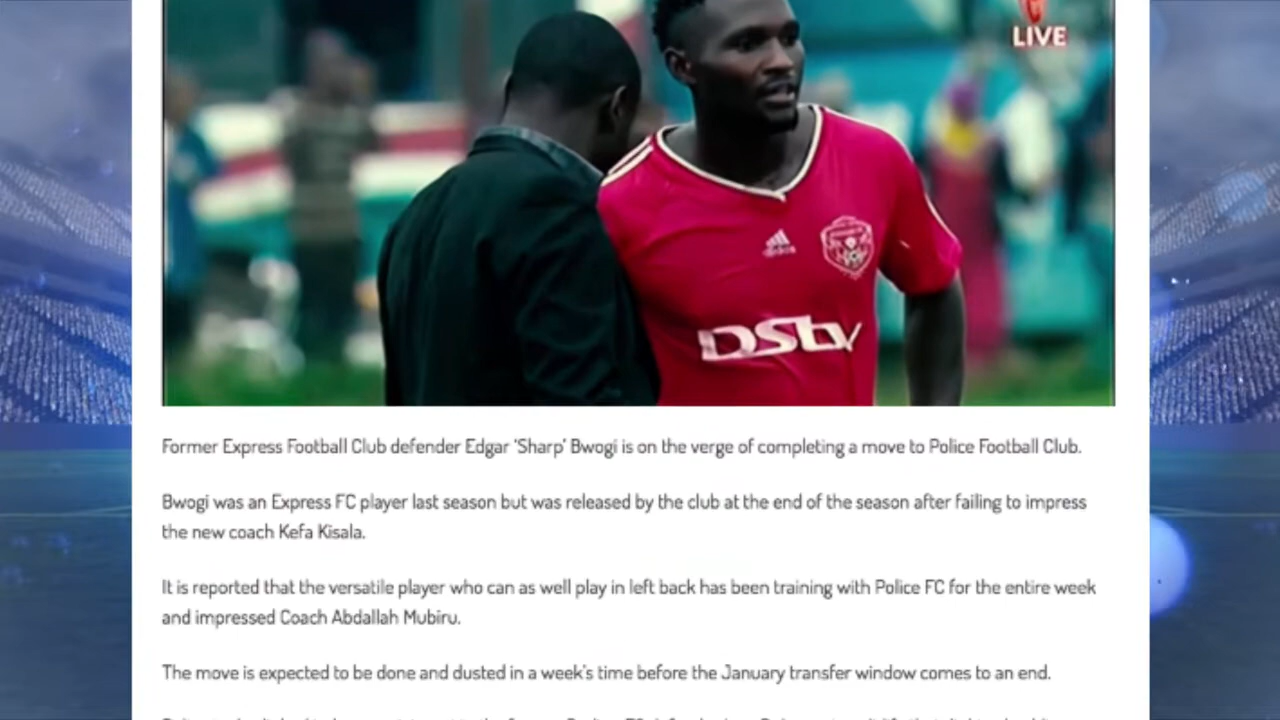 LIVE
adidas
DStv
Former Express Football Club defender Edgar ‘Sharp’ Bwogi is on the verge of completing a move to Police Football Club.
Bwogi was an Express FC player last season but was released by the club at the end of the season after failing to impress
the new coach Kefa Kisala.
It is reported that the versatile player who can as well play in left back has been training with Police FC for the entire week
and impressed Coach Abdallah Mubiru.
The move is expected to be done and dusted in a week’s time before the January transfer window comes to an end.